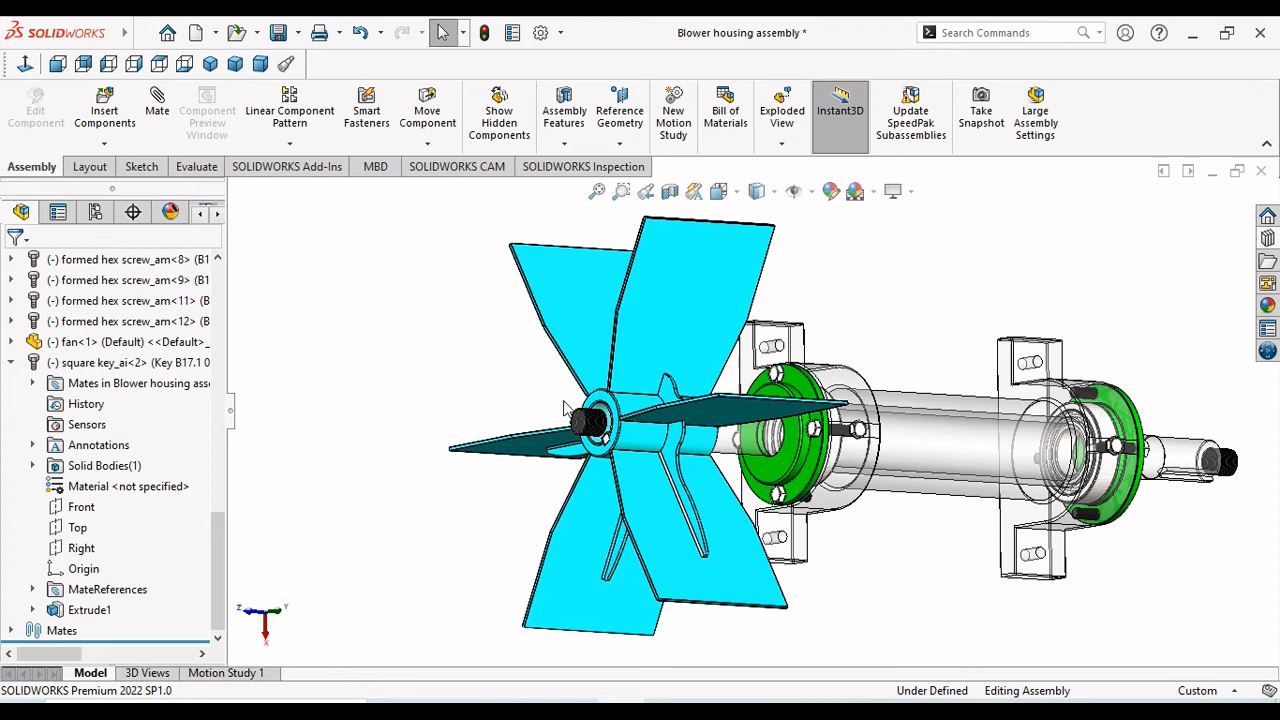 SOLIDWORKS
Blower housing assembly *
Search Commands
Edit Component
Insert Components
Mate
Component Preview Window
Linear Component Pattern
Smart Fasteners
Move Component
Show Hidden Components
Assembly Features
Reference Geometry
New Motion Study
Bill of Materials
Exploded View
Instant3D
Update SpeedPak Subassemblies
Take Snapshot
Large Assembly Settings
Assembly
Layout
Sketch
Evaluate
SOLIDWORKS Add-Ins
MBD
SOLIDWORKS CAM
SOLIDWORKS Inspection
(-) formed hex screw_am<8> (B1
(-) formed hex screw_am<9> (B1
(-) formed hex screw_am<11> (B
(-) formed hex screw_am<12> (B
(-) fan<1> (Default) <<Default>_
(-) square key_ai<2> (Key B17.1 0
Mates in Blower housing asse
History
Sensors
Annotations
Solid Bodies(1)
Material <not specified>
Front
Top
Right
Origin
MateReferences
Extrude1
Mates
Z
Y
X
Model
3D Views
Motion Study 1
SOLIDWORKS Premium 2022 SP1.0
Under Defined
Editing Assembly
Custom